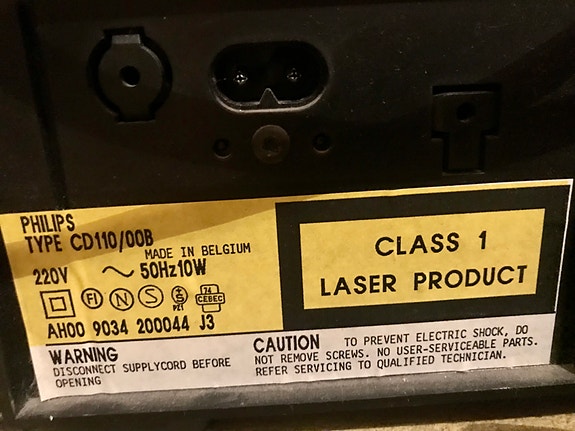 PHILIPS
TYPE CD110/00B
MADE IN BELGIUM
220V ~ 50Hz10W
FI N S PZI 74 CEBEC
AH00 9034 200044 J3
CLASS 1
LASER PRODUCT
WARNING
DISCONNECT SUPPLYCORD BEFORE
OPENING
CAUTION TO PREVENT ELECTRIC SHOCK, DO
NOT REMOVE SCREWS. NO USER-SERVICEABLE PARTS.
REFER SERVICING TO QUALIFIED TECHNICIAN.